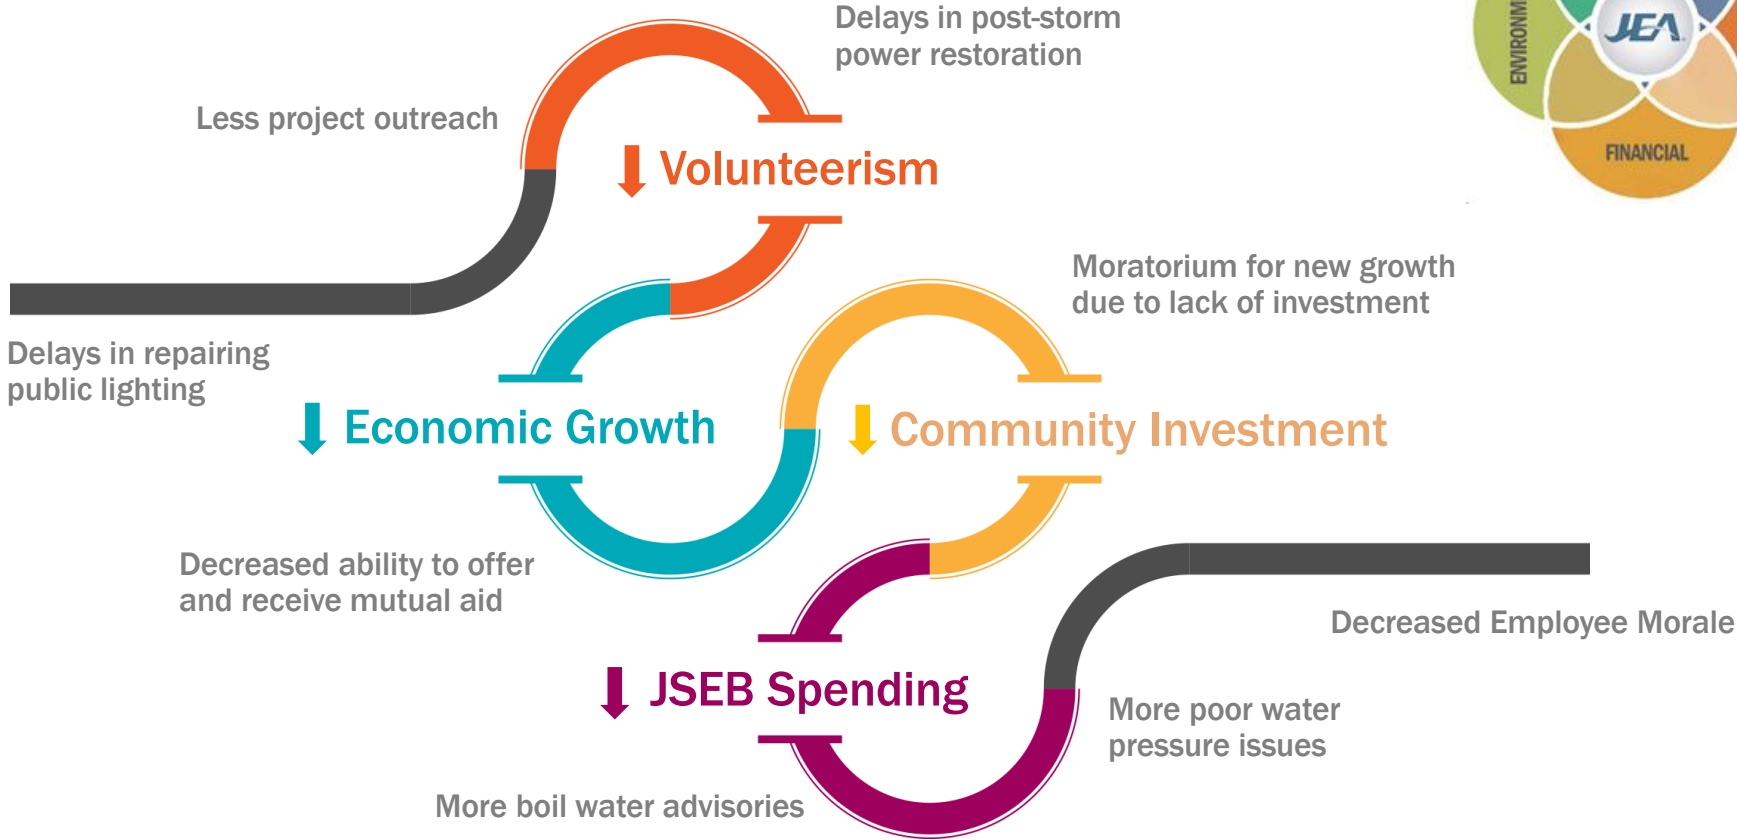 Delays in post-storm
power restoration
JEA
ENVIRONM
FINANCIAL
Less project outreach
Volunteerism
Moratorium for new growth
due to lack of investment
Delays in repairing
public lighting
Economic Growth
Community Investment
Decreased ability to offer
and receive mutual aid
Decreased Employee Morale
JSEB Spending
More poor water
pressure issues
More boil water advisories